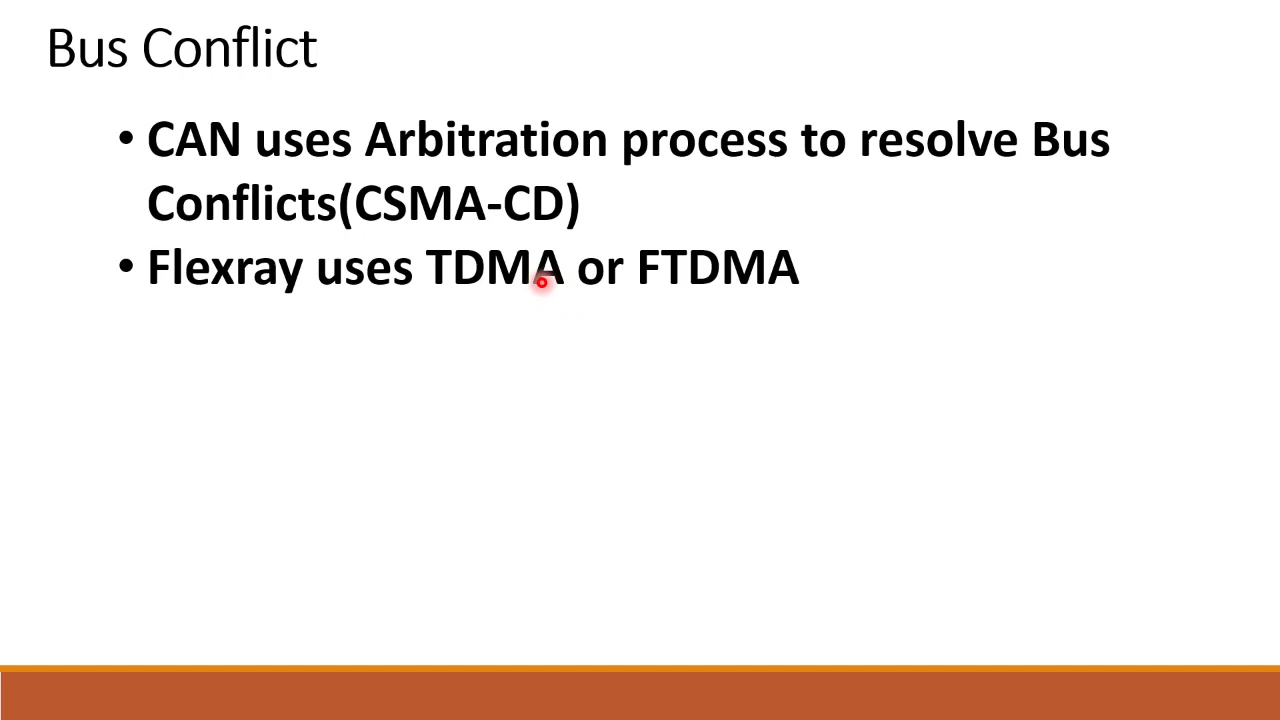 Bus Conflict
• CAN uses Arbitration process to resolve Bus
Conflicts(CSMA-CD)
• Flexray uses TDMA or FTDMA